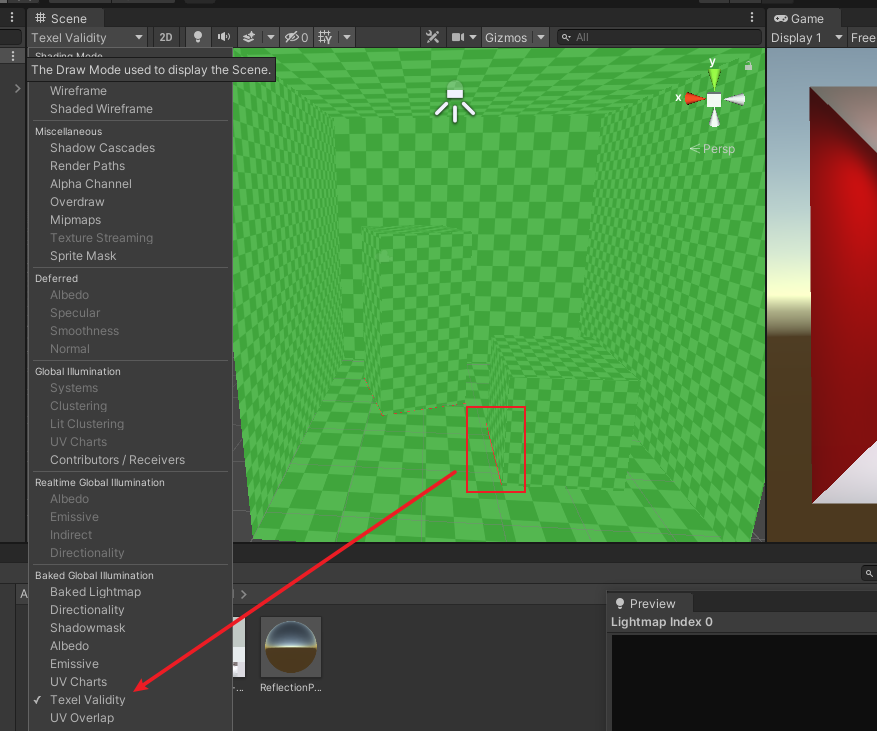 Scene
Game
Texel Validity
2D
0
Gizmos
All
Display 1
Free
Shading Mode
The Draw Mode used to display the Scene.
Wireframe
Shaded Wireframe
Miscellaneous
Shadow Cascades
Render Paths
Alpha Channel
Overdraw
Mipmaps
Texture Streaming
Sprite Mask
Deferred
Albedo
Specular
Smoothness
Normal
Global Illumination
Systems
Clustering
Lit Clustering
UV Charts
Contributors / Receivers
Realtime Global Illumination
Albedo
Emissive
Indirect
Directionality
Baked Global Illumination
Baked Lightmap
Directionality
Shadowmask
Albedo
Emissive
UV Charts
✓ Texel Validity
UV Overlap
y
x
Persp
A
-...
ReflectionP...
Preview
Lightmap Index 0